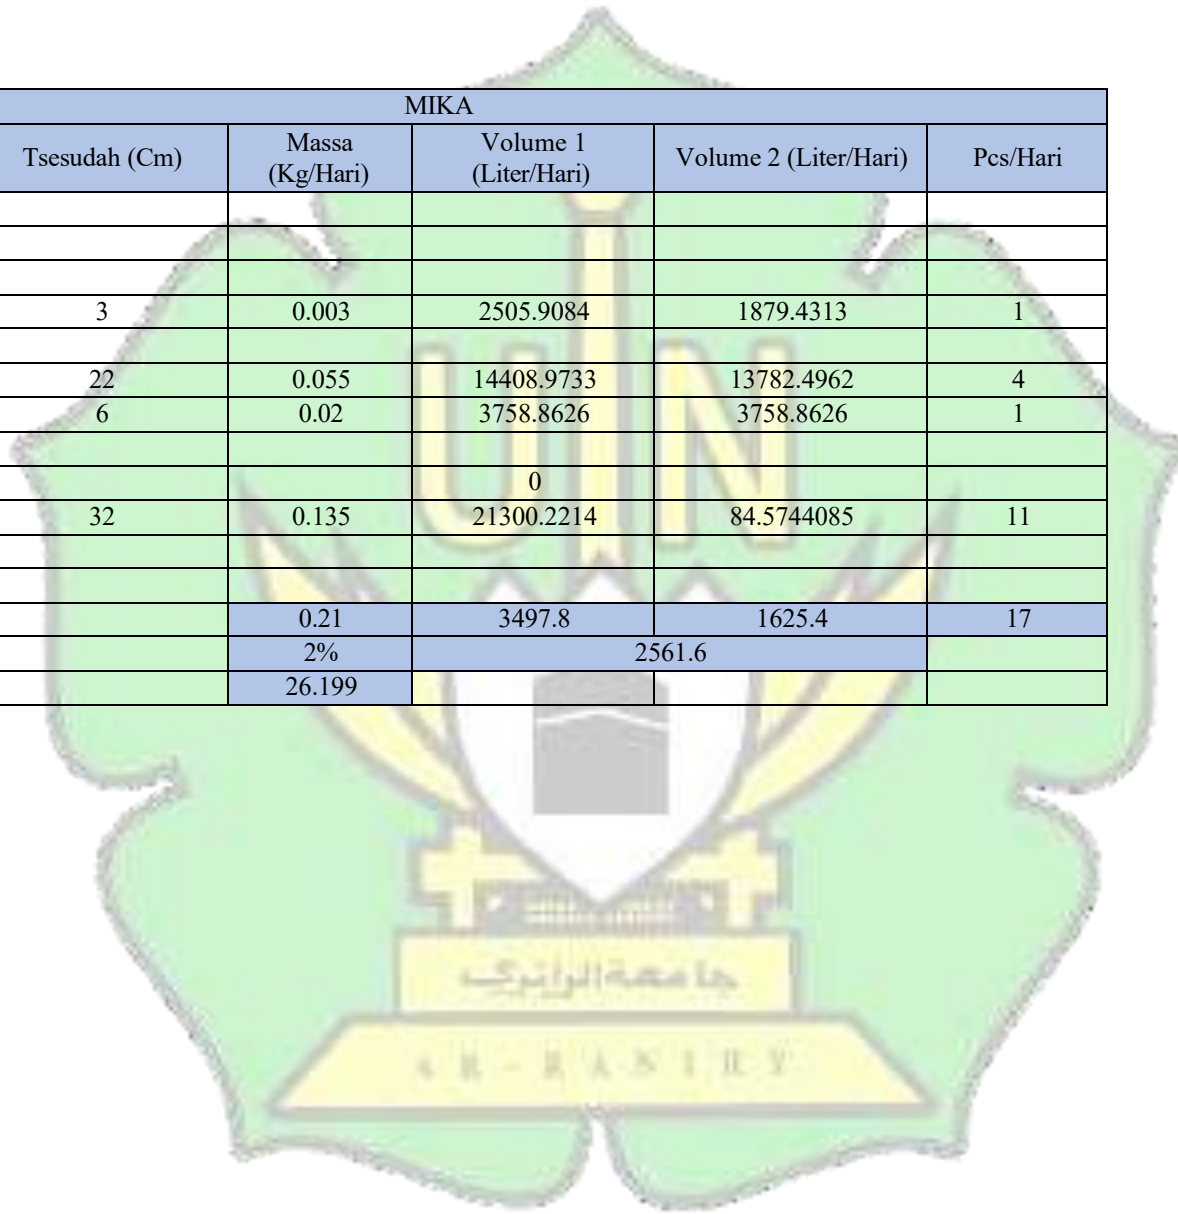 MIKA
Tsesudah (Cm) Massa (Kg/Hari) Volume 1 (Liter/Hari) Volume 2 (Liter/Hari) Pcs/Hari
3 0.003 2505.9084 1879.4313 1
22 0.055 14408.9733 13782.4962 4
6 0.02 3758.8626 3758.8626 1
0
32 0.135 21300.2214 84.5744085 11
0.21 3497.8 1625.4 17
2% 2561.6
26.199
UIN
جامعة الرانري
AR-RANIRY